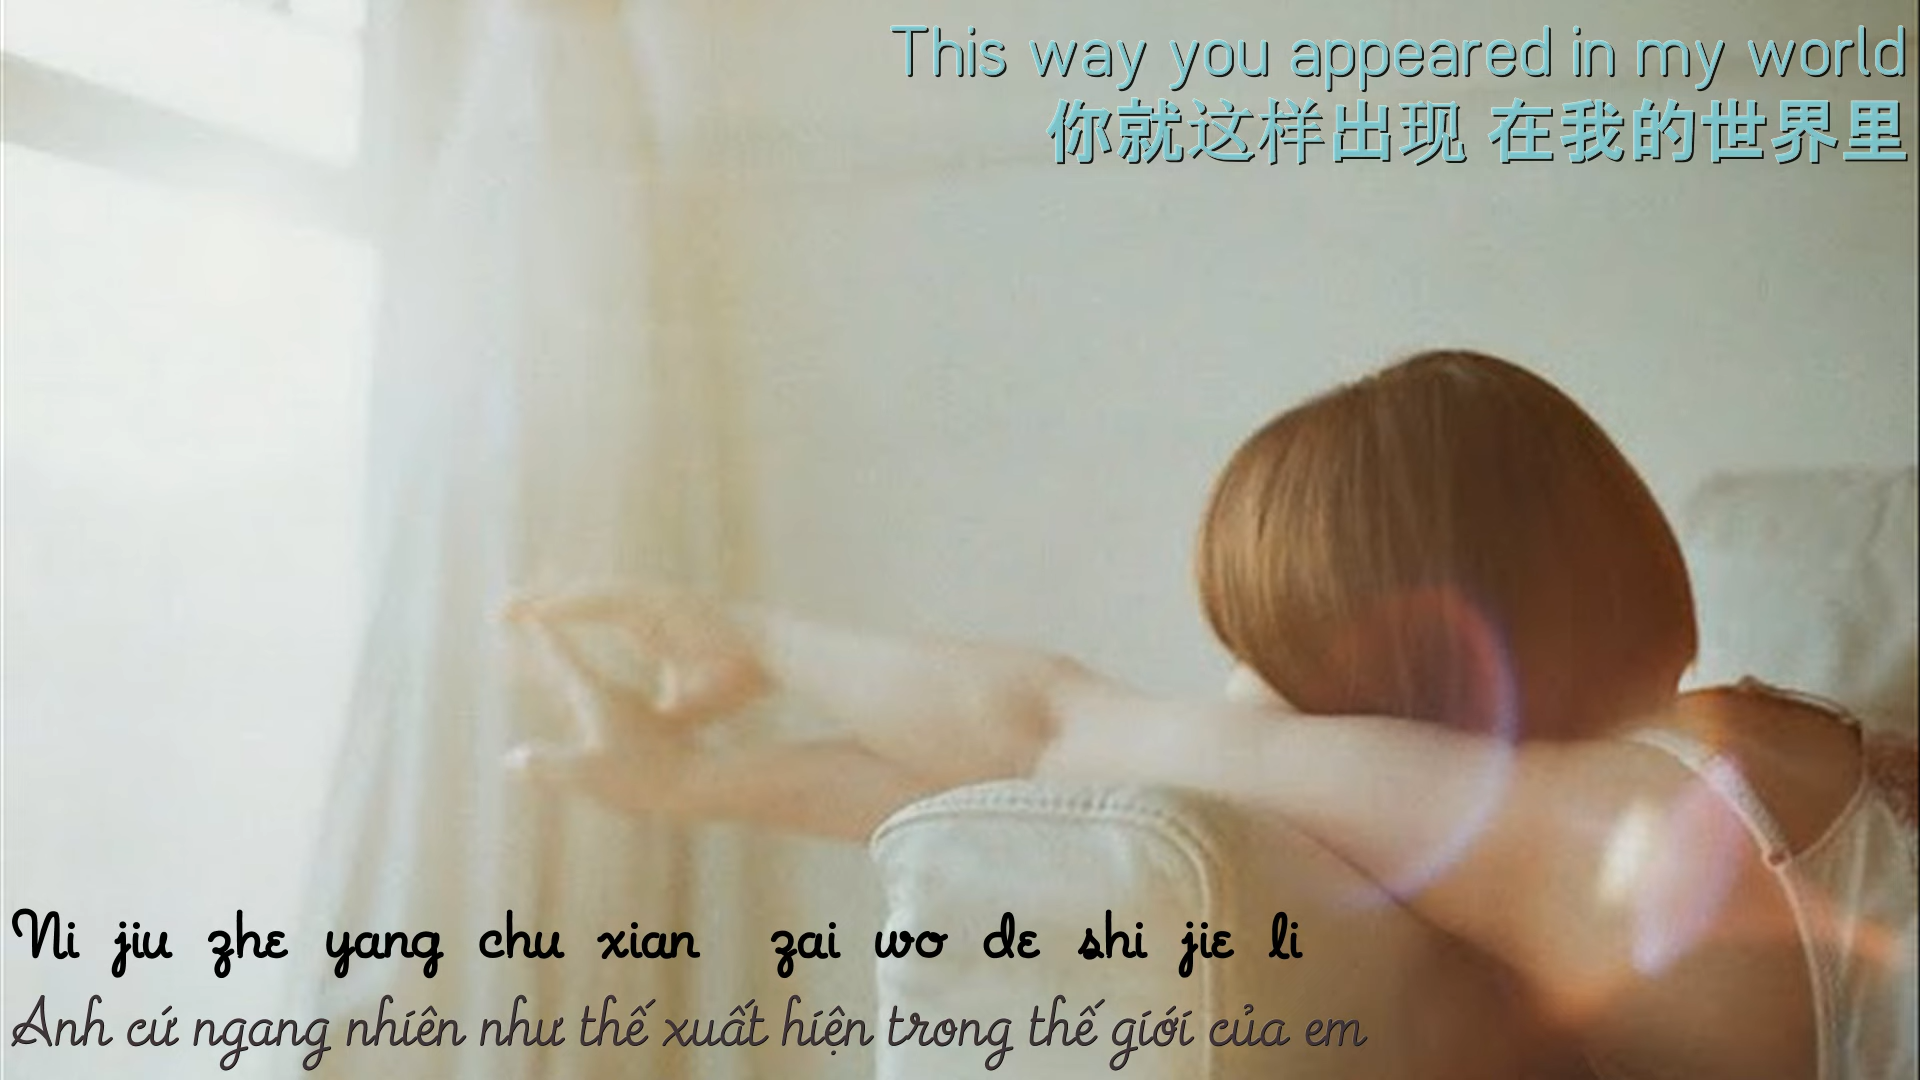 This way you appeared in my world
你就这样出现 在我的世界里
Ni jiu zhe yang chu xian zai wo de shi jie li
Anh cứ ngang nhiên như thế xuất hiện trong thế giới của em